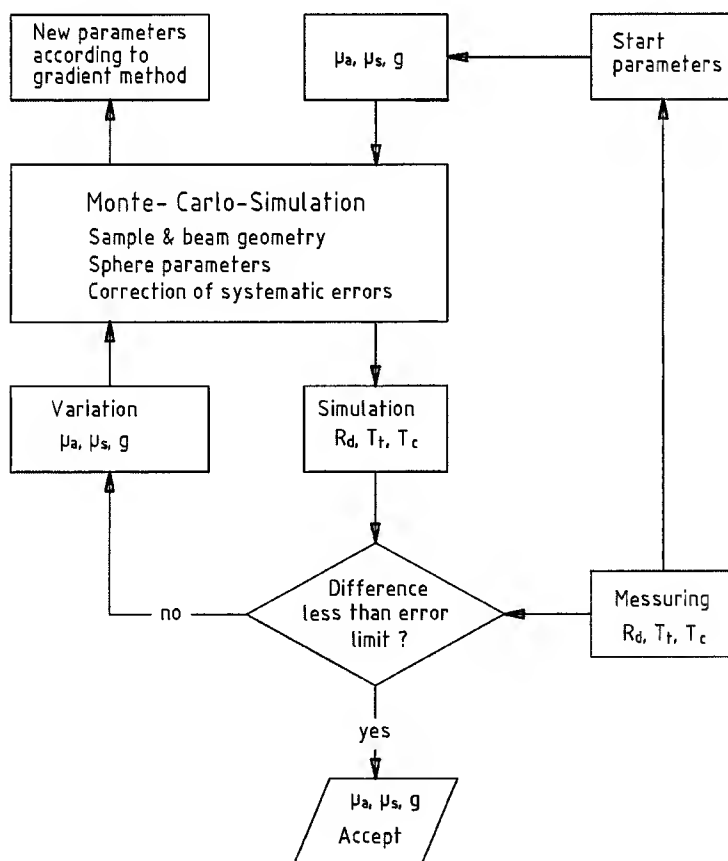 New parameters
according to
gradient method
μa, μs, g
Start
parameters
Monte- Carlo-Simulation
Sample & beam geometry
Sphere parameters
Correction of systematic errors
Variation
μa, μs, g
Simulation
Rd, Tt, Tc
Difference
less than error
limit ?
no
Messuring
Rd, Tt, Tc
yes
μa, μs, g
Accept